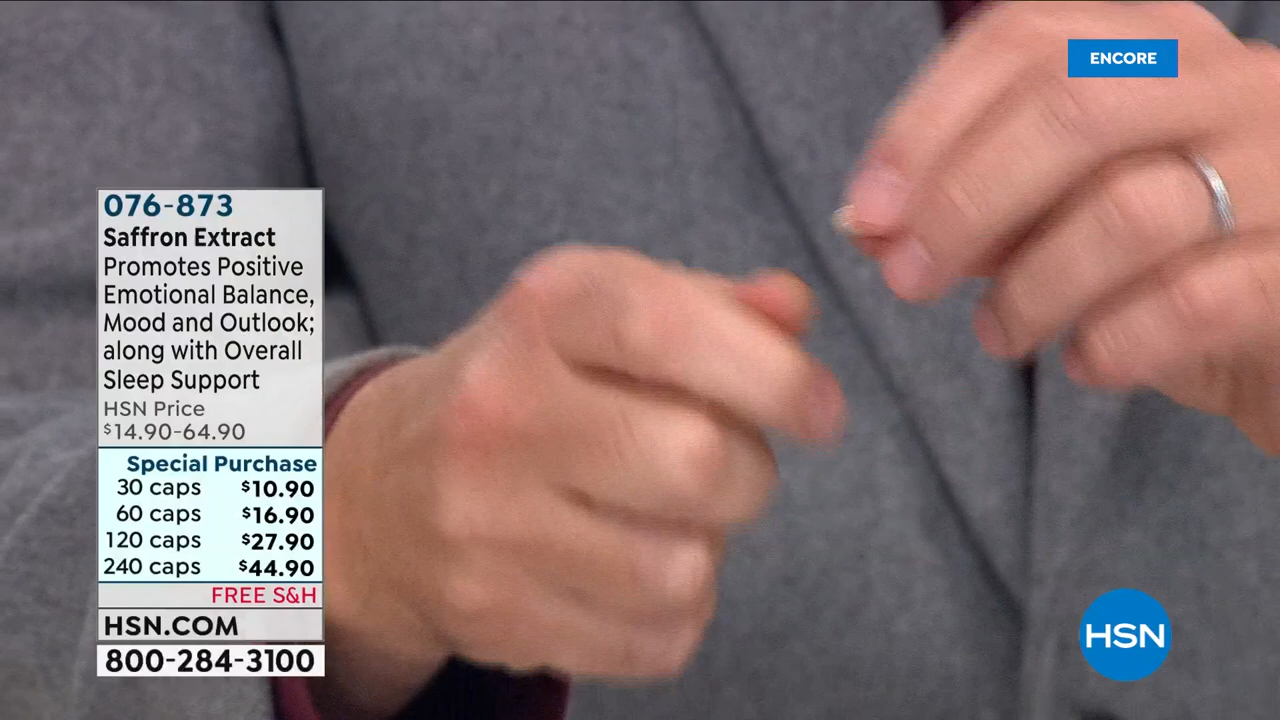 ENCORE
076-873
Saffron Extract
Promotes Positive
Emotional Balance,
Mood and Outlook;
along with Overall
Sleep Support
HSN Price
$14.90-64.90
Special Purchase
30 caps $10.90
60 caps $16.90
120 caps $27.90
240 caps $44.90
FREE S&H
HSN.COM
800-284-3100
HSN